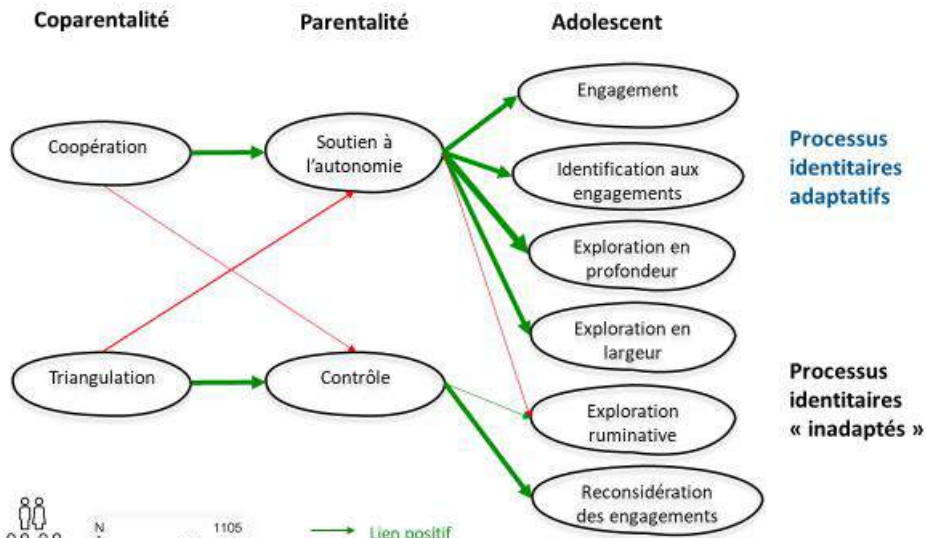 Coparentalité
Parentalité
Adolescent
Coopération
Triangulation
Soutien à
l'autonomie
Contrôle
Engagement
Identification aux
engagements
Exploration en
profondeur
Exploration en
largeur
Exploration
ruminative
Reconsidération
des engagements
Processus
identitaires
adaptatifs
Processus
identitaires
« inadaptés »
N 1105
Lien positif